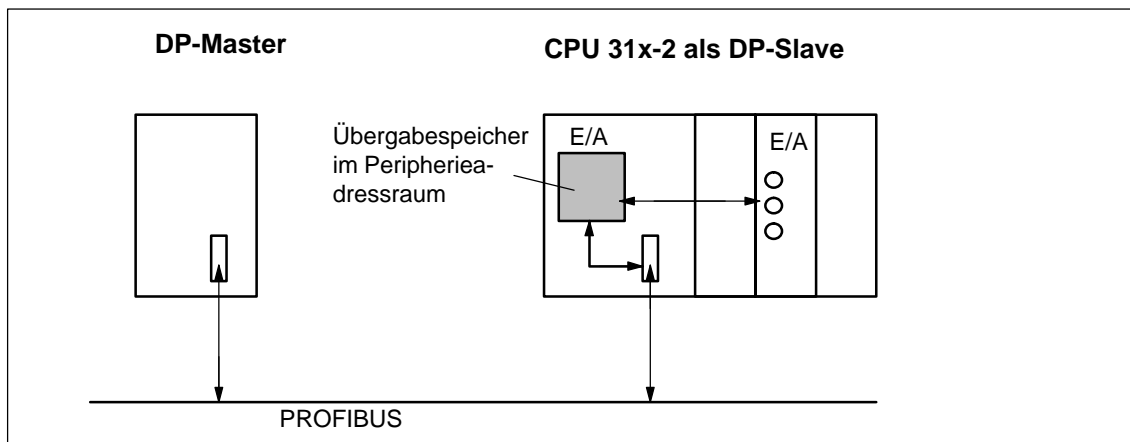 DP-Master
CPU 31x-2 als DP-Slave
Übergabespeicher
im Peripheriea-
dressraum
E/A
E/A
PROFIBUS